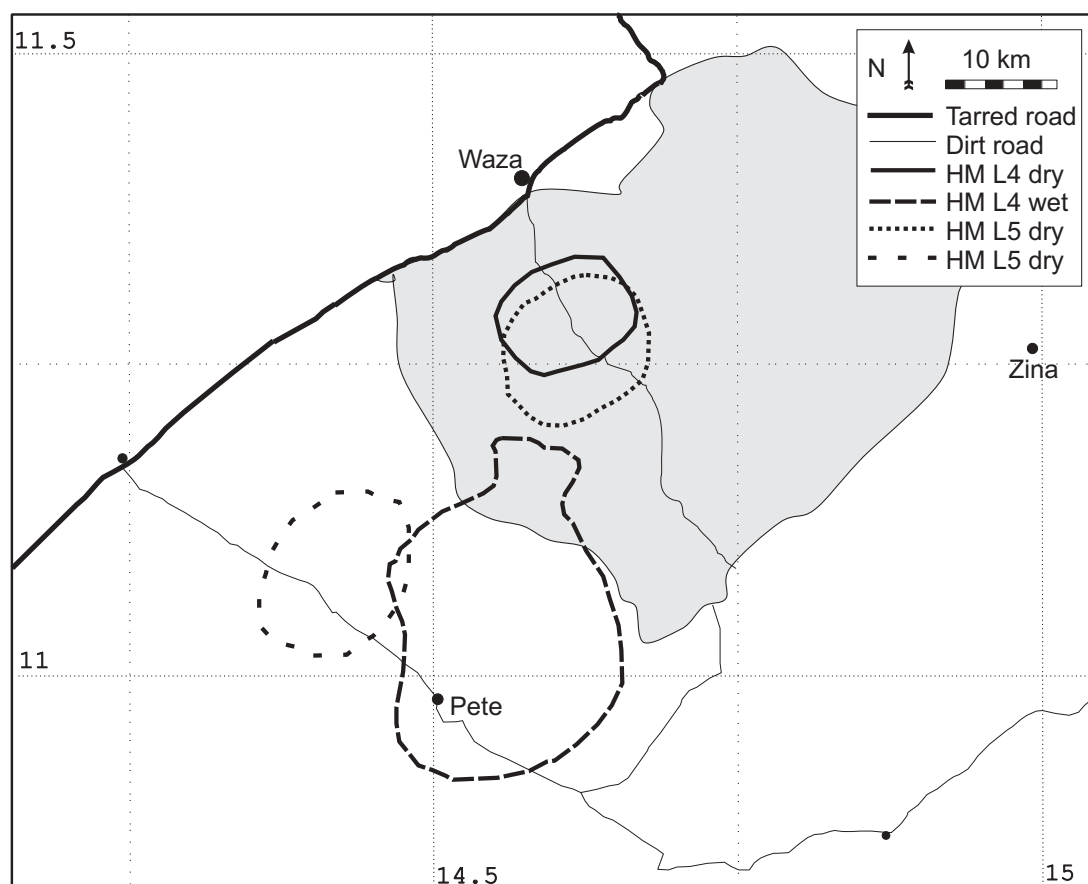 11.5
N
10 km
Tarred road
Dirt road
HM L4 dry
HM L4 wet
HM L5 dry
HM L5 dry
Waza
Zina
11
Pete
14.5
15